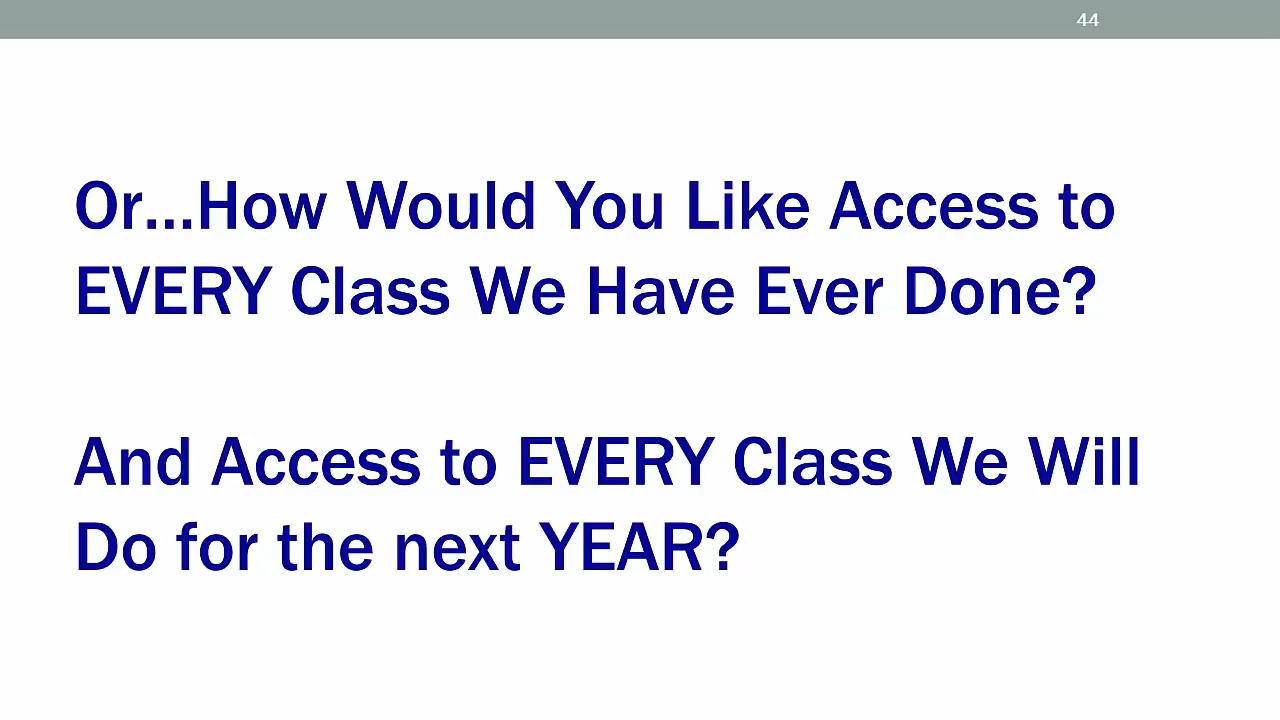 44
Or...How Would You Like Access to
EVERY Class We Have Ever Done?
And Access to EVERY Class We Will
Do for the next YEAR?